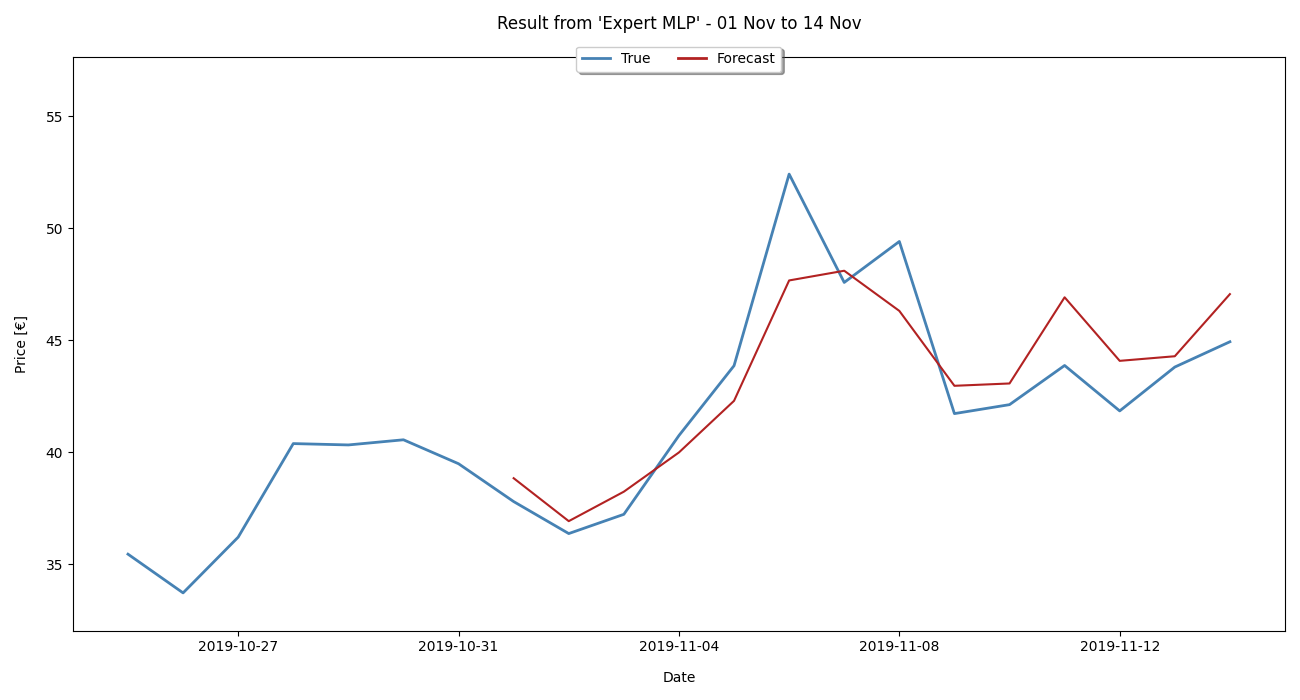 Result from 'Expert MLP' - 01 Nov to 14 Nov
True Forecast
55
50
45
40
35
Price [€]
2019-10-27 2019-10-31 2019-11-04 2019-11-08 2019-11-12
Date